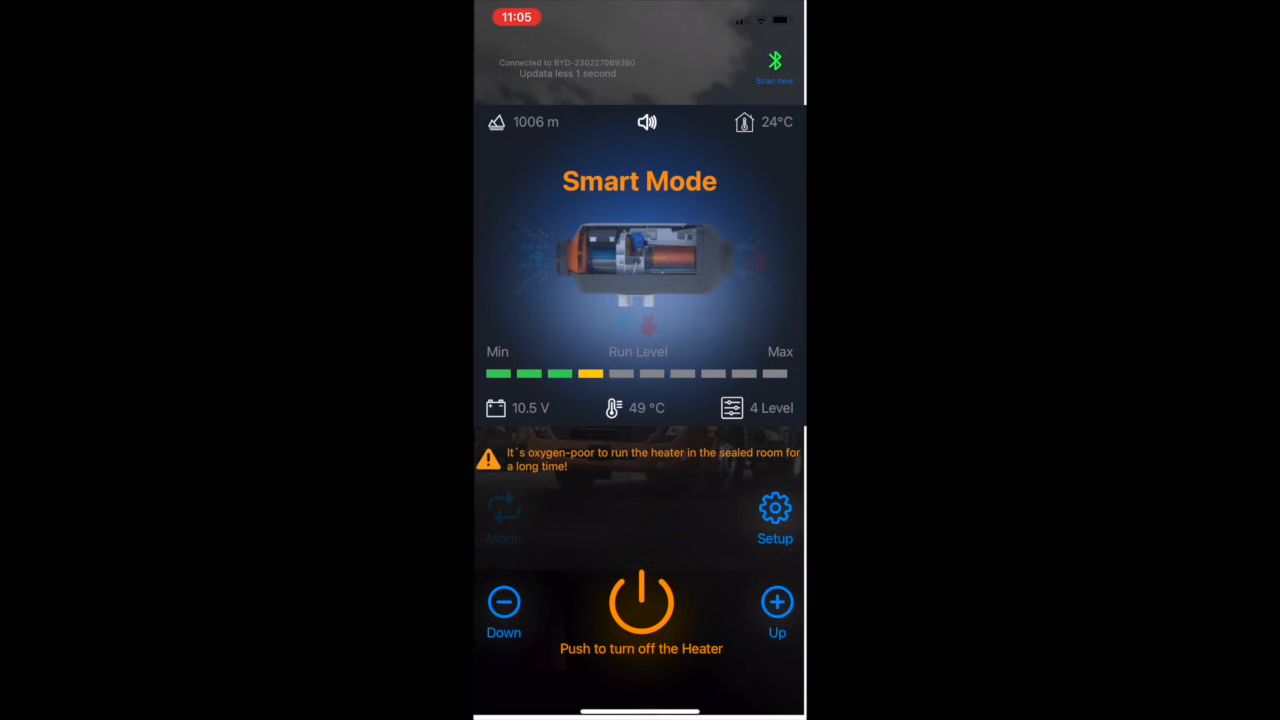 11:05
Connected to BYD-230227089380
Updata less 1 second
Scan new
1006 m
24°C
Smart Mode
Min Run Level Max
10.5 V
49 °C
4 Level
It`s oxygen-poor to run the heater in the sealed room for
a long time!
Mode
Setup
Down
Up
Push to turn off the Heater